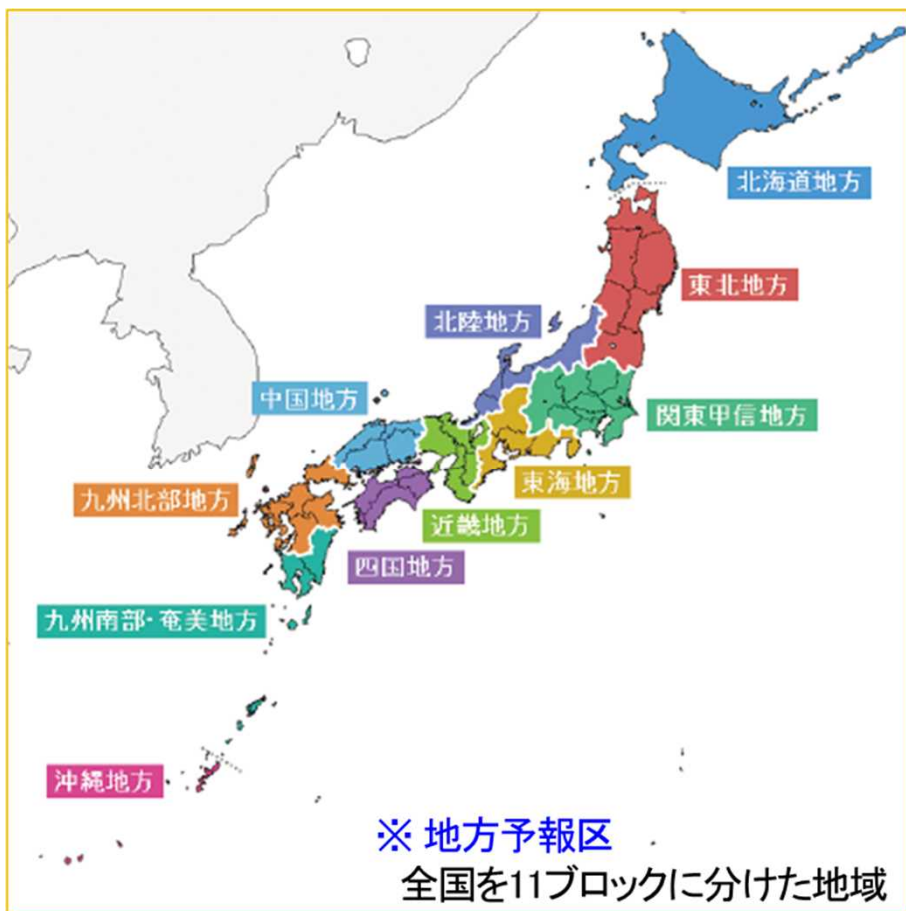 北海道地方
東北地方
北陸地方
中国地方
関東甲信地方
東海地方
九州北部地方
近畿地方
四国地方
九州南部・奄美地方
沖縄地方
※ 地方予報区
全国を11ブロックに分けた地域